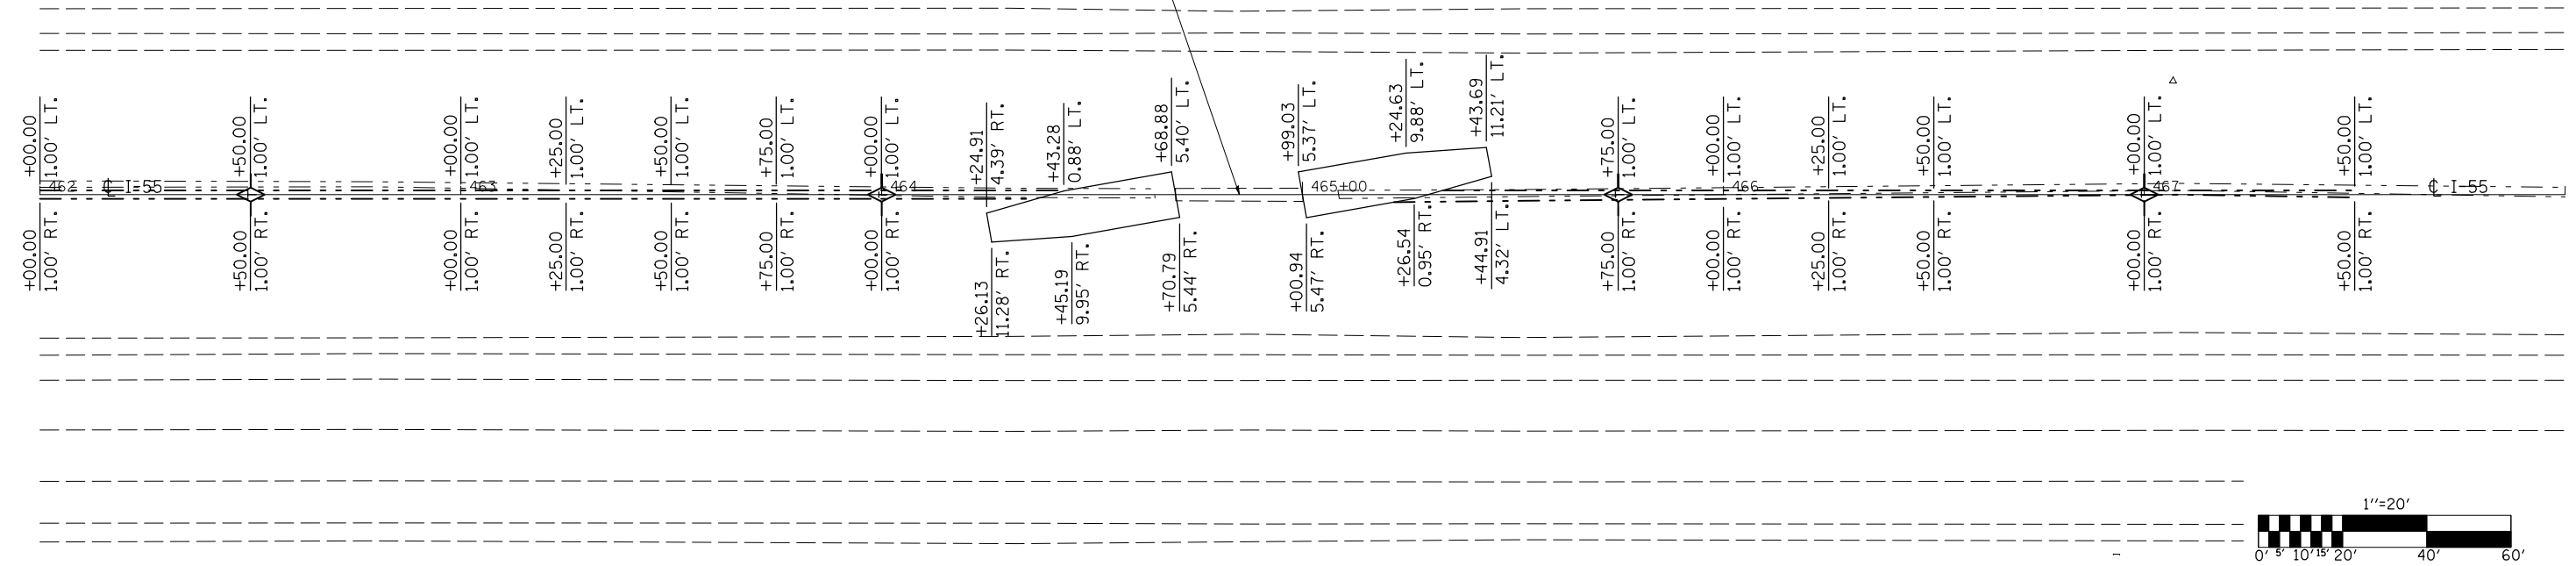 +00.00
1.00' LT.
+50.00
1.00' LT.
+00.00
1.00' LT.
+25.00
1.00' LT.
+50.00
1.00' LT.
+75.00
1.00' LT.
+00.00
1.00' LT.
+24.91
4.39' RT.
+43.28
0.88' LT.
+68.88
5.40' LT.
+99.03
5.37' LT.
+24.63
9.88' LT.
+43.69
11.21' LT.
+75.00
1.00' LT.
+00.00
1.00' LT.
+25.00
1.00' LT.
+50.00
1.00' LT.
+00.00
1.00' LT.
+50.00
1.00' LT.
462
℄ I-55
463
464
465+00
466
467
℄ I-55
+00.00
1.00' RT.
+50.00
1.00' RT.
+00.00
1.00' RT.
+25.00
1.00' RT.
+50.00
1.00' RT.
+75.00
1.00' RT.
+00.00
1.00' RT.
+26.13
11.28' RT.
+45.19
9.95' RT.
+70.79
5.44' RT.
+00.94
5.47' RT.
+26.54
0.95' RT.
+44.91
4.32' LT.
+75.00
1.00' RT.
+00.00
1.00' RT.
+25.00
1.00' RT.
+50.00
1.00' RT.
+00.00
1.00' RT.
+50.00
1.00' RT.
1''=20'
0' 5' 10' 15' 20' 40' 60'